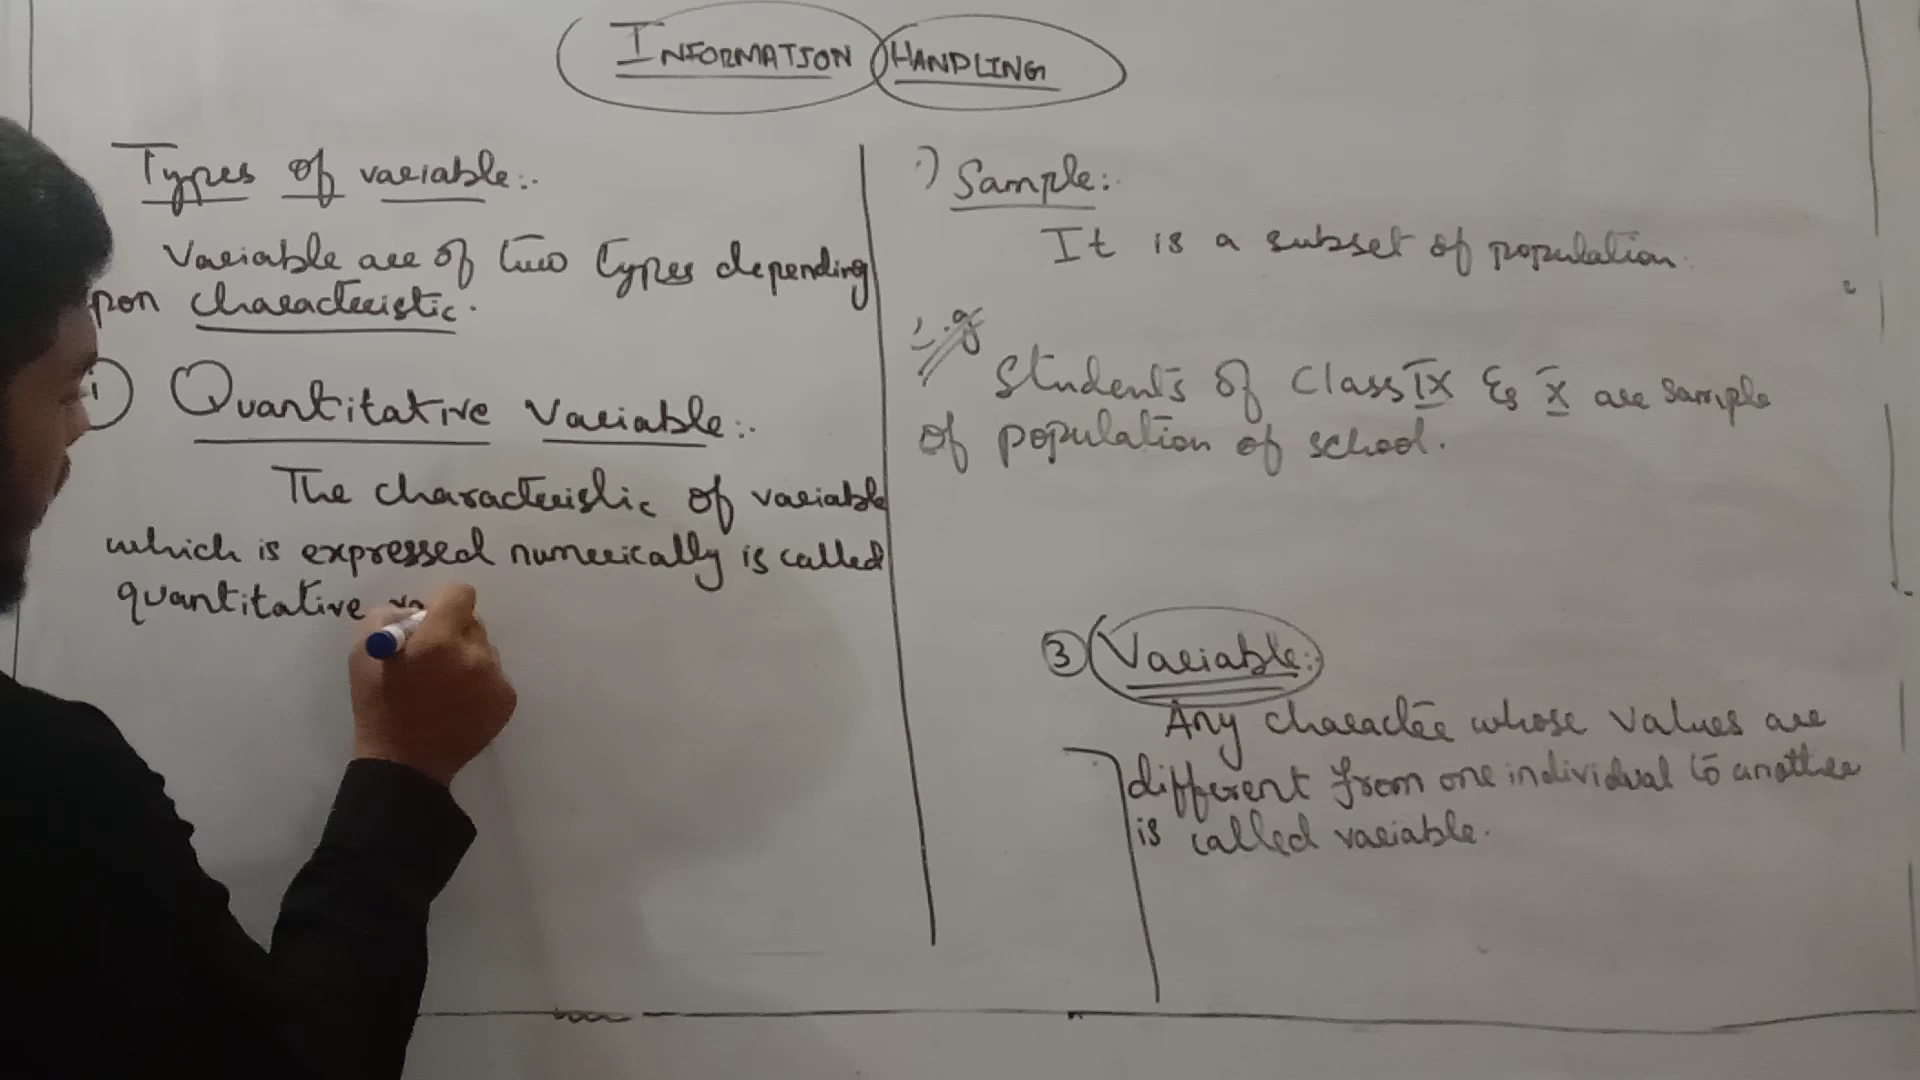 INFORMATION HANDLING
Types of variable:.
Variable are of two types depending
pon characteristic.
i) Quantitative Variable:.
The characteristic of variable
which is expressed numerically is called
quantitative va
i) Sample:.
It is a subset of population.
e.g
Students of Class IX & X are sample
of population of school.
3 Variable:.
Any character whose values are
different from one individual to another
is called variable.